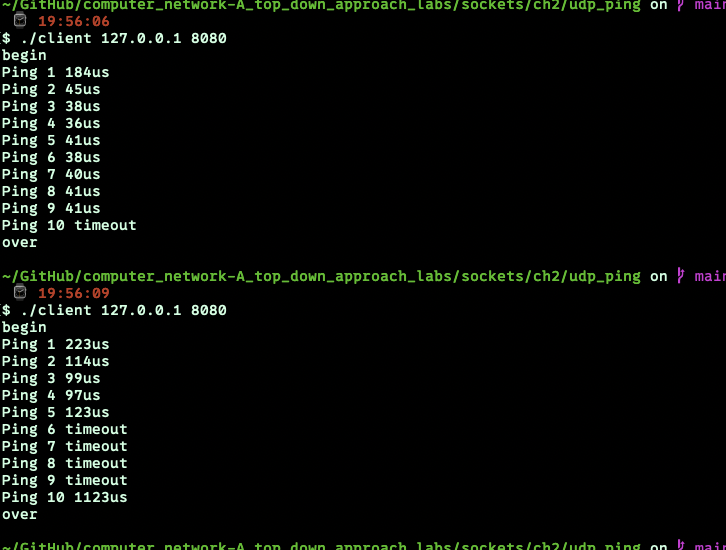 ~/GitHub/computer_network-A_top_down_approach_labs/sockets/ch2/udp_ping on main
19:56:06
$ ./client 127.0.0.1 8080
begin
Ping 1 184us
Ping 2 45us
Ping 3 38us
Ping 4 36us
Ping 5 41us
Ping 6 38us
Ping 7 40us
Ping 8 41us
Ping 9 41us
Ping 10 timeout
over
~/GitHub/computer_network-A_top_down_approach_labs/sockets/ch2/udp_ping on main
19:56:09
$ ./client 127.0.0.1 8080
begin
Ping 1 223us
Ping 2 114us
Ping 3 99us
Ping 4 97us
Ping 5 123us
Ping 6 timeout
Ping 7 timeout
Ping 8 timeout
Ping 9 timeout
Ping 10 1123us
over
~/GitHub/computer_network-A_top_down_approach_labs/sockets/ch2/udp_ping on main